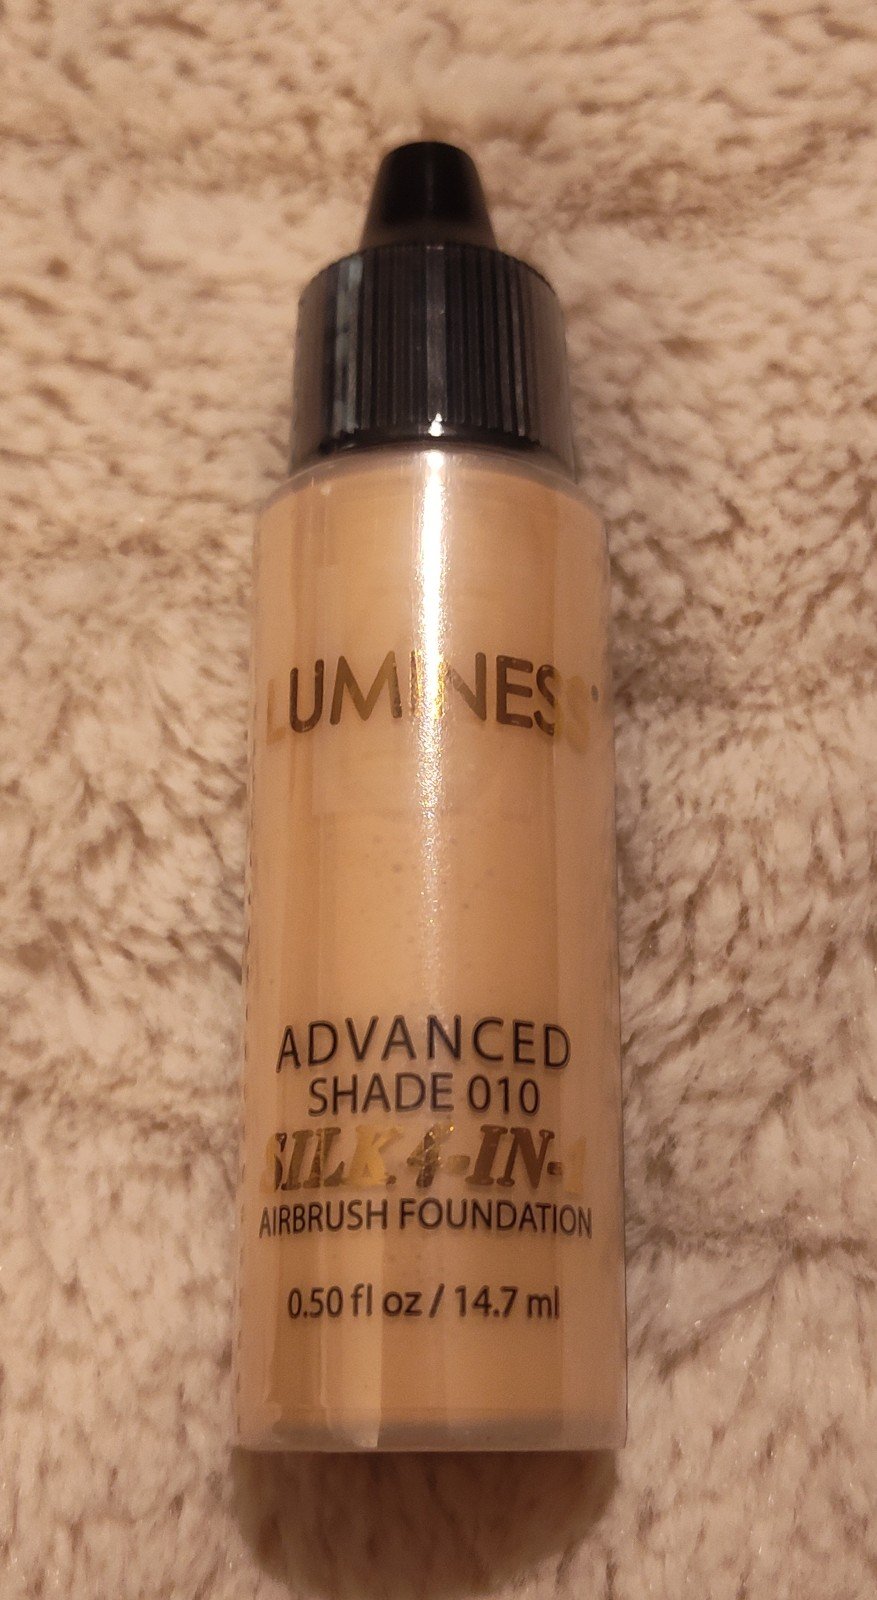 LUMINESS®
ADVANCED
SHADE 010
SILK 4-IN-1
AIRBRUSH FOUNDATION
0.50 fl oz / 14.7 ml